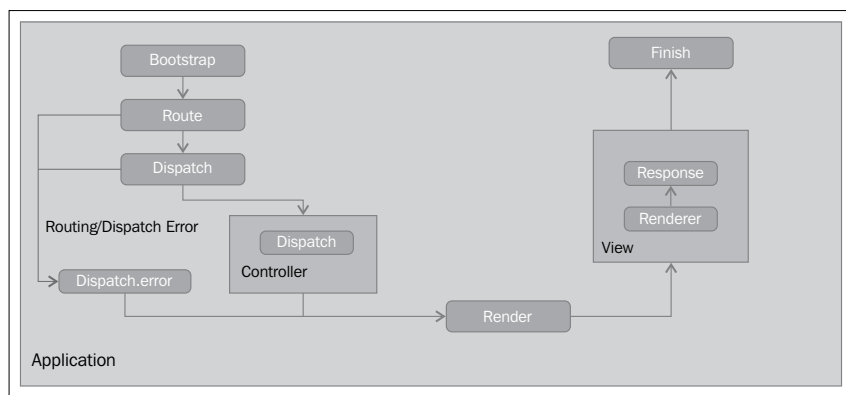 Bootstrap
Route
Dispatch
Routing/Dispatch Error
Dispatch
Controller
Dispatch.error
Render
Finish
Response
Renderer
View
Application